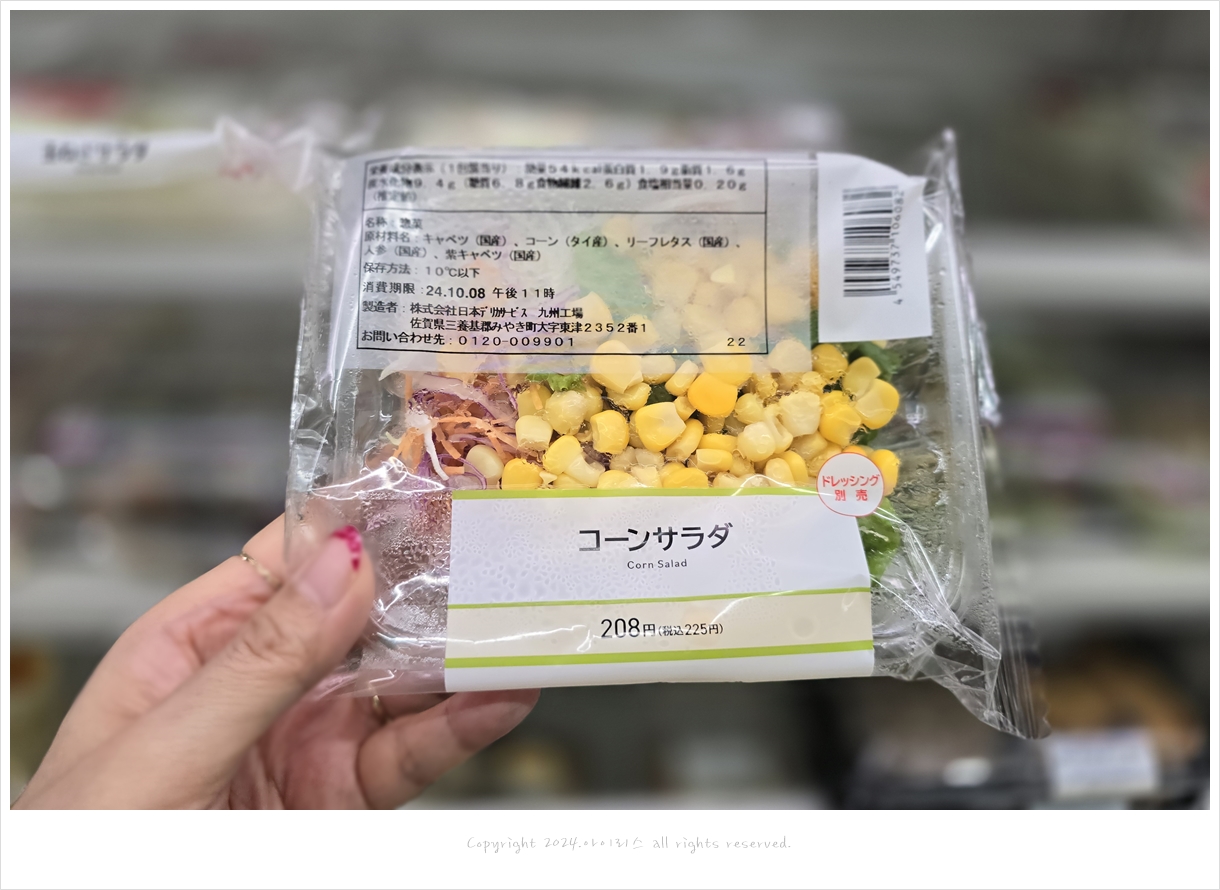 栄養成分表示（1包当り） 熱量54kcal蛋白質1.9g脂質1.6g
炭水化物9.4g（糖質6.8g食物繊維2.6g）食塩相当量0.20g
（推定値）
名称：惣菜
原材料名：キャベツ（国産）、コーン（タイ産）、リーフレタス（国産）、
人参（国産）、紫キャベツ（国産）
保存方法：10℃以下
消費期限：24.10.08 午後11時
製造者：株式会社日本デリカサービス 九州工場
佐賀県三養基郡みやき町大字東津2352番1
お問い合わせ先：0120-009901 22
4 549737 106082
ドレッシング
別売
コーンサラダ
Corn Salad
208円(税込225円)
Copyright 2024.아이리스 all rights reserved.